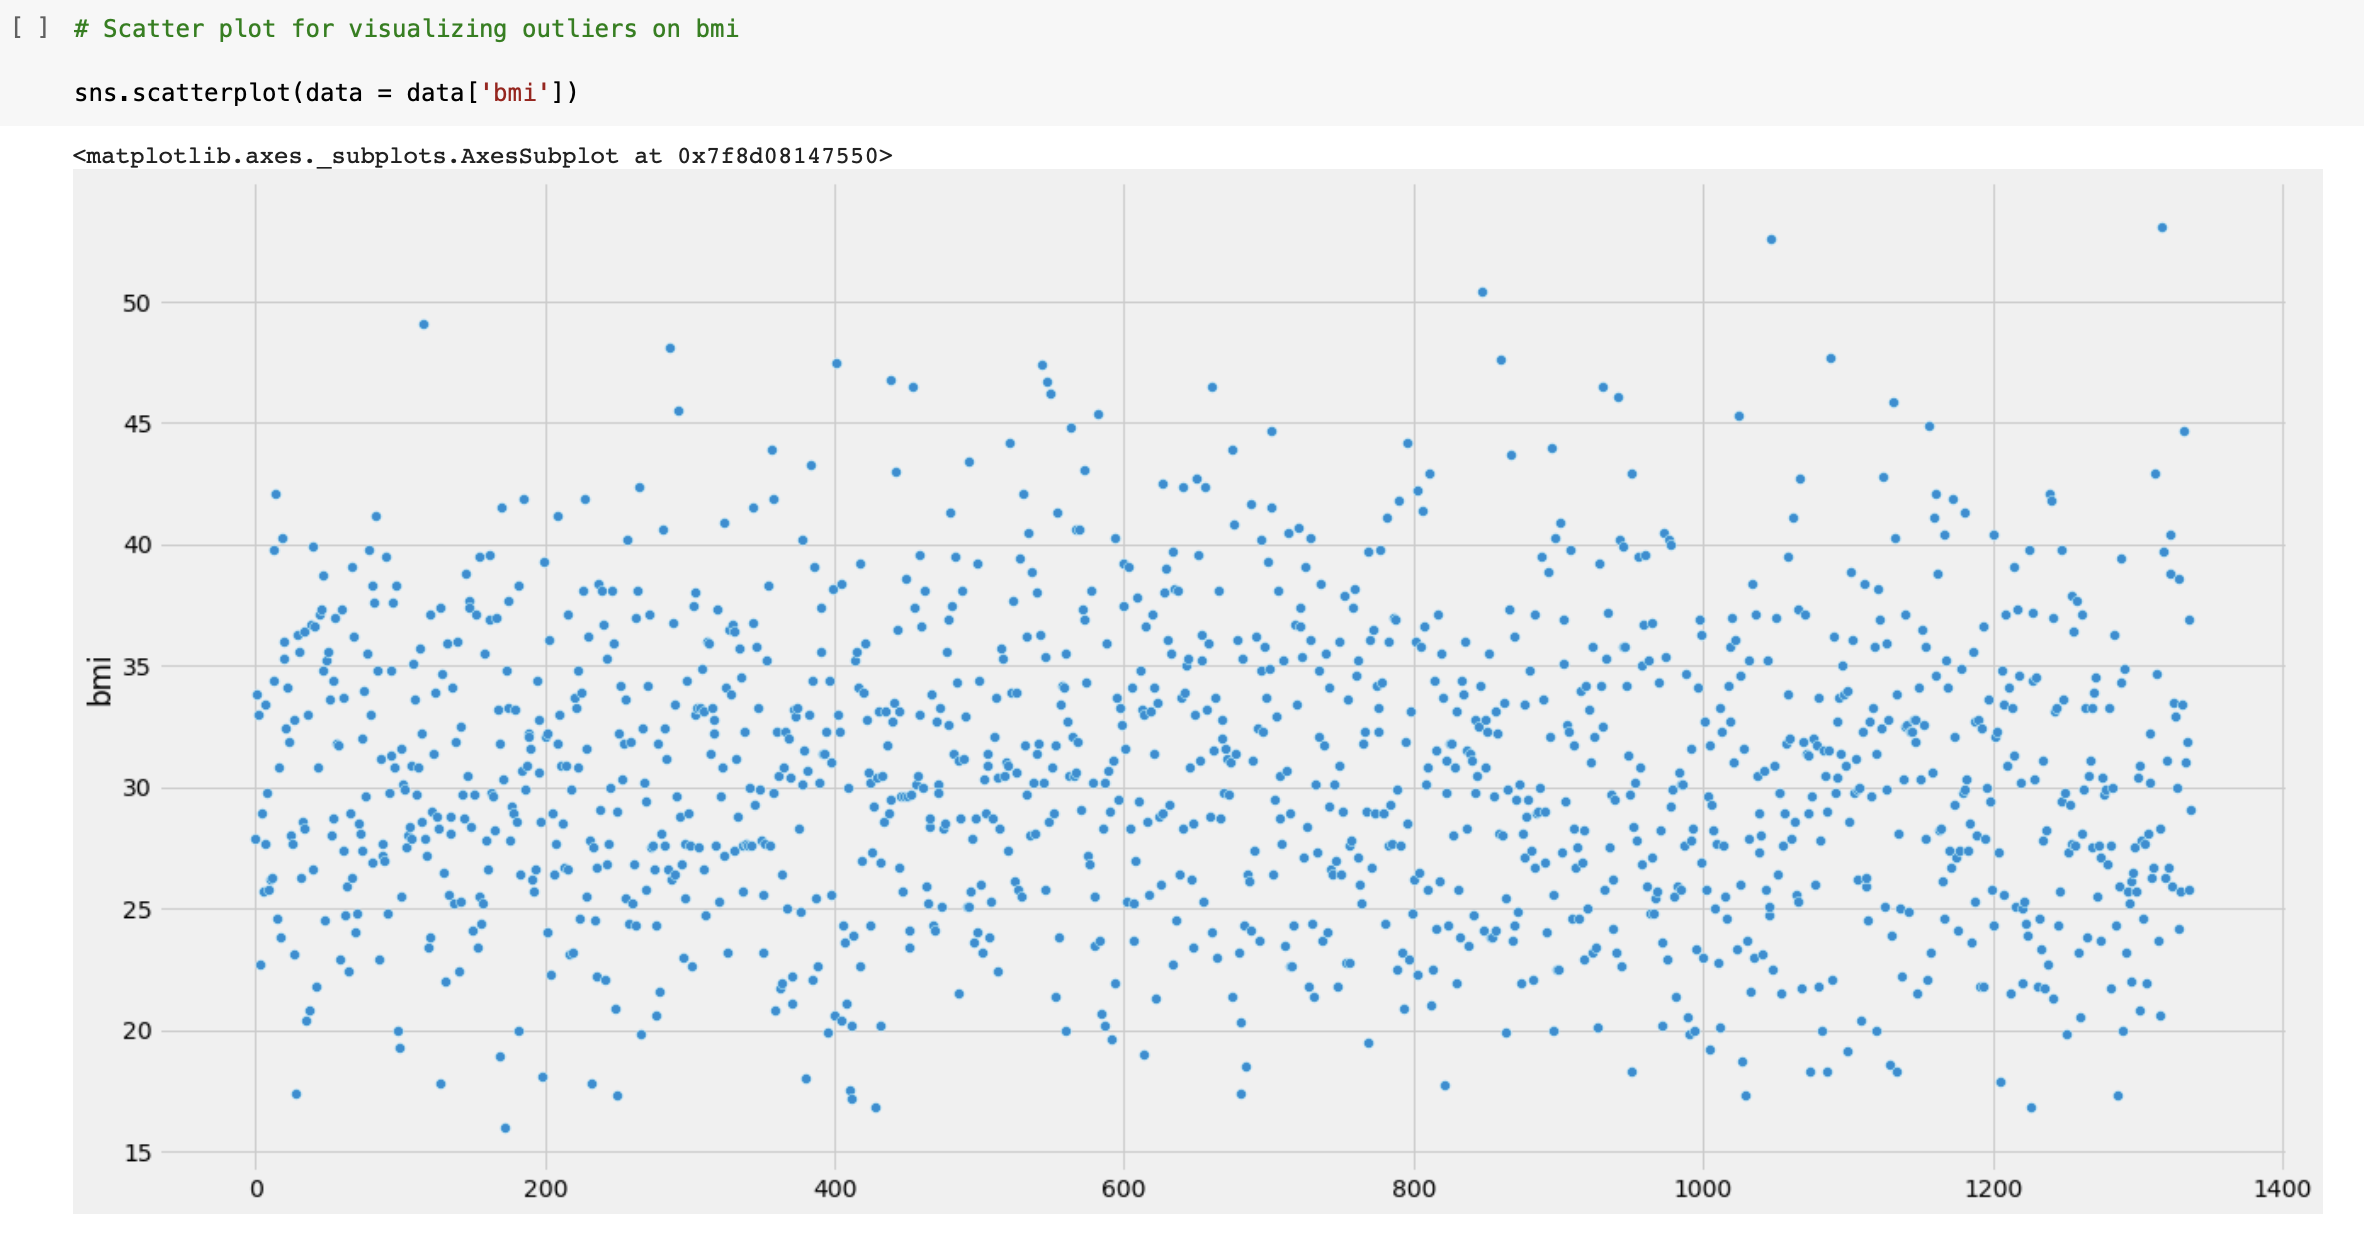 [ ] # Scatter plot for visualizing outliers on bmi
sns.scatterplot(data = data['bmi'])
<matplotlib.axes._subplots.AxesSubplot at 0x7f8d08147550>
50
45
40
35
bmi
30
25
20
15
0 200 400 600 800 1000 1200 1400